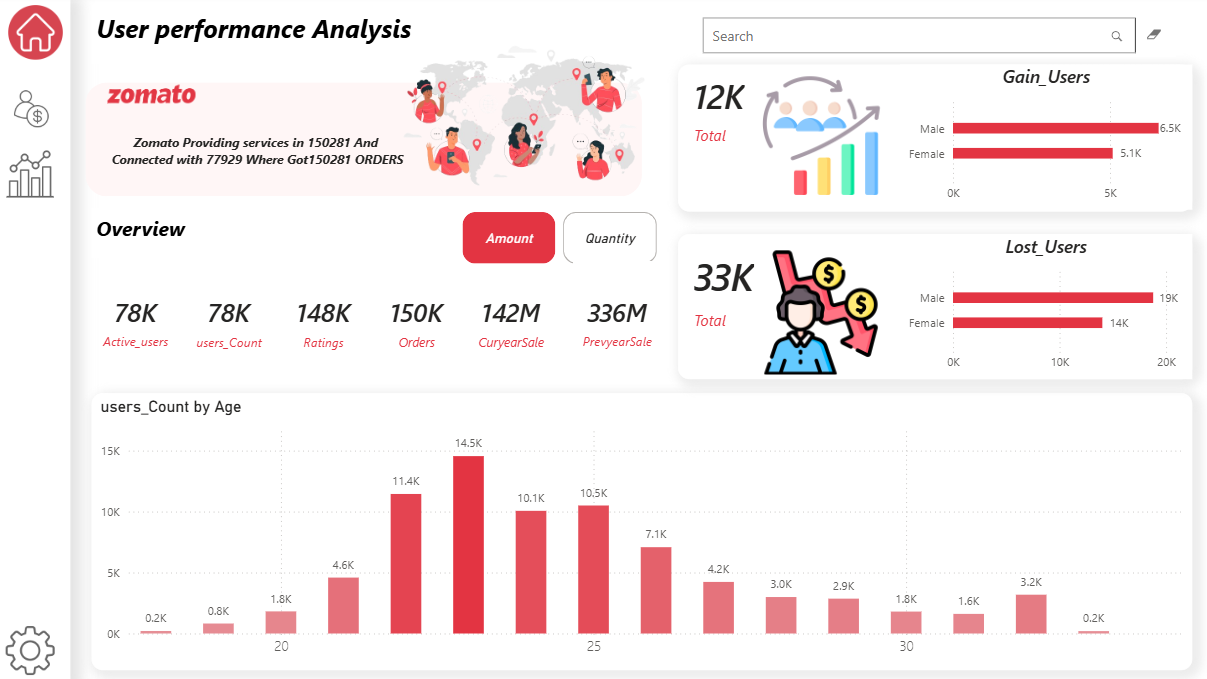 User performance Analysis
Search
zomato
Zomato Providing services in 150281 And
Connected with 77929 Where Got150281 ORDERS
12K
Total
Gain_Users
Male
6.5K
Female
5.1K
0K
5K
Overview
Amount
Quantity
78K
78K
148K
150K
142M
336M
Active_users
users_Count
Ratings
Orders
CuryearSale
PrevyearSale
33K
Total
Lost_Users
Male
19K
Female
14K
0K
10K
20K
users_Count by Age
15K
10K
5K
0K
0.2K
0.8K
1.8K
4.6K
11.4K
14.5K
10.1K
10.5K
7.1K
4.2K
3.0K
2.9K
1.8K
1.6K
3.2K
0.2K
20
25
30